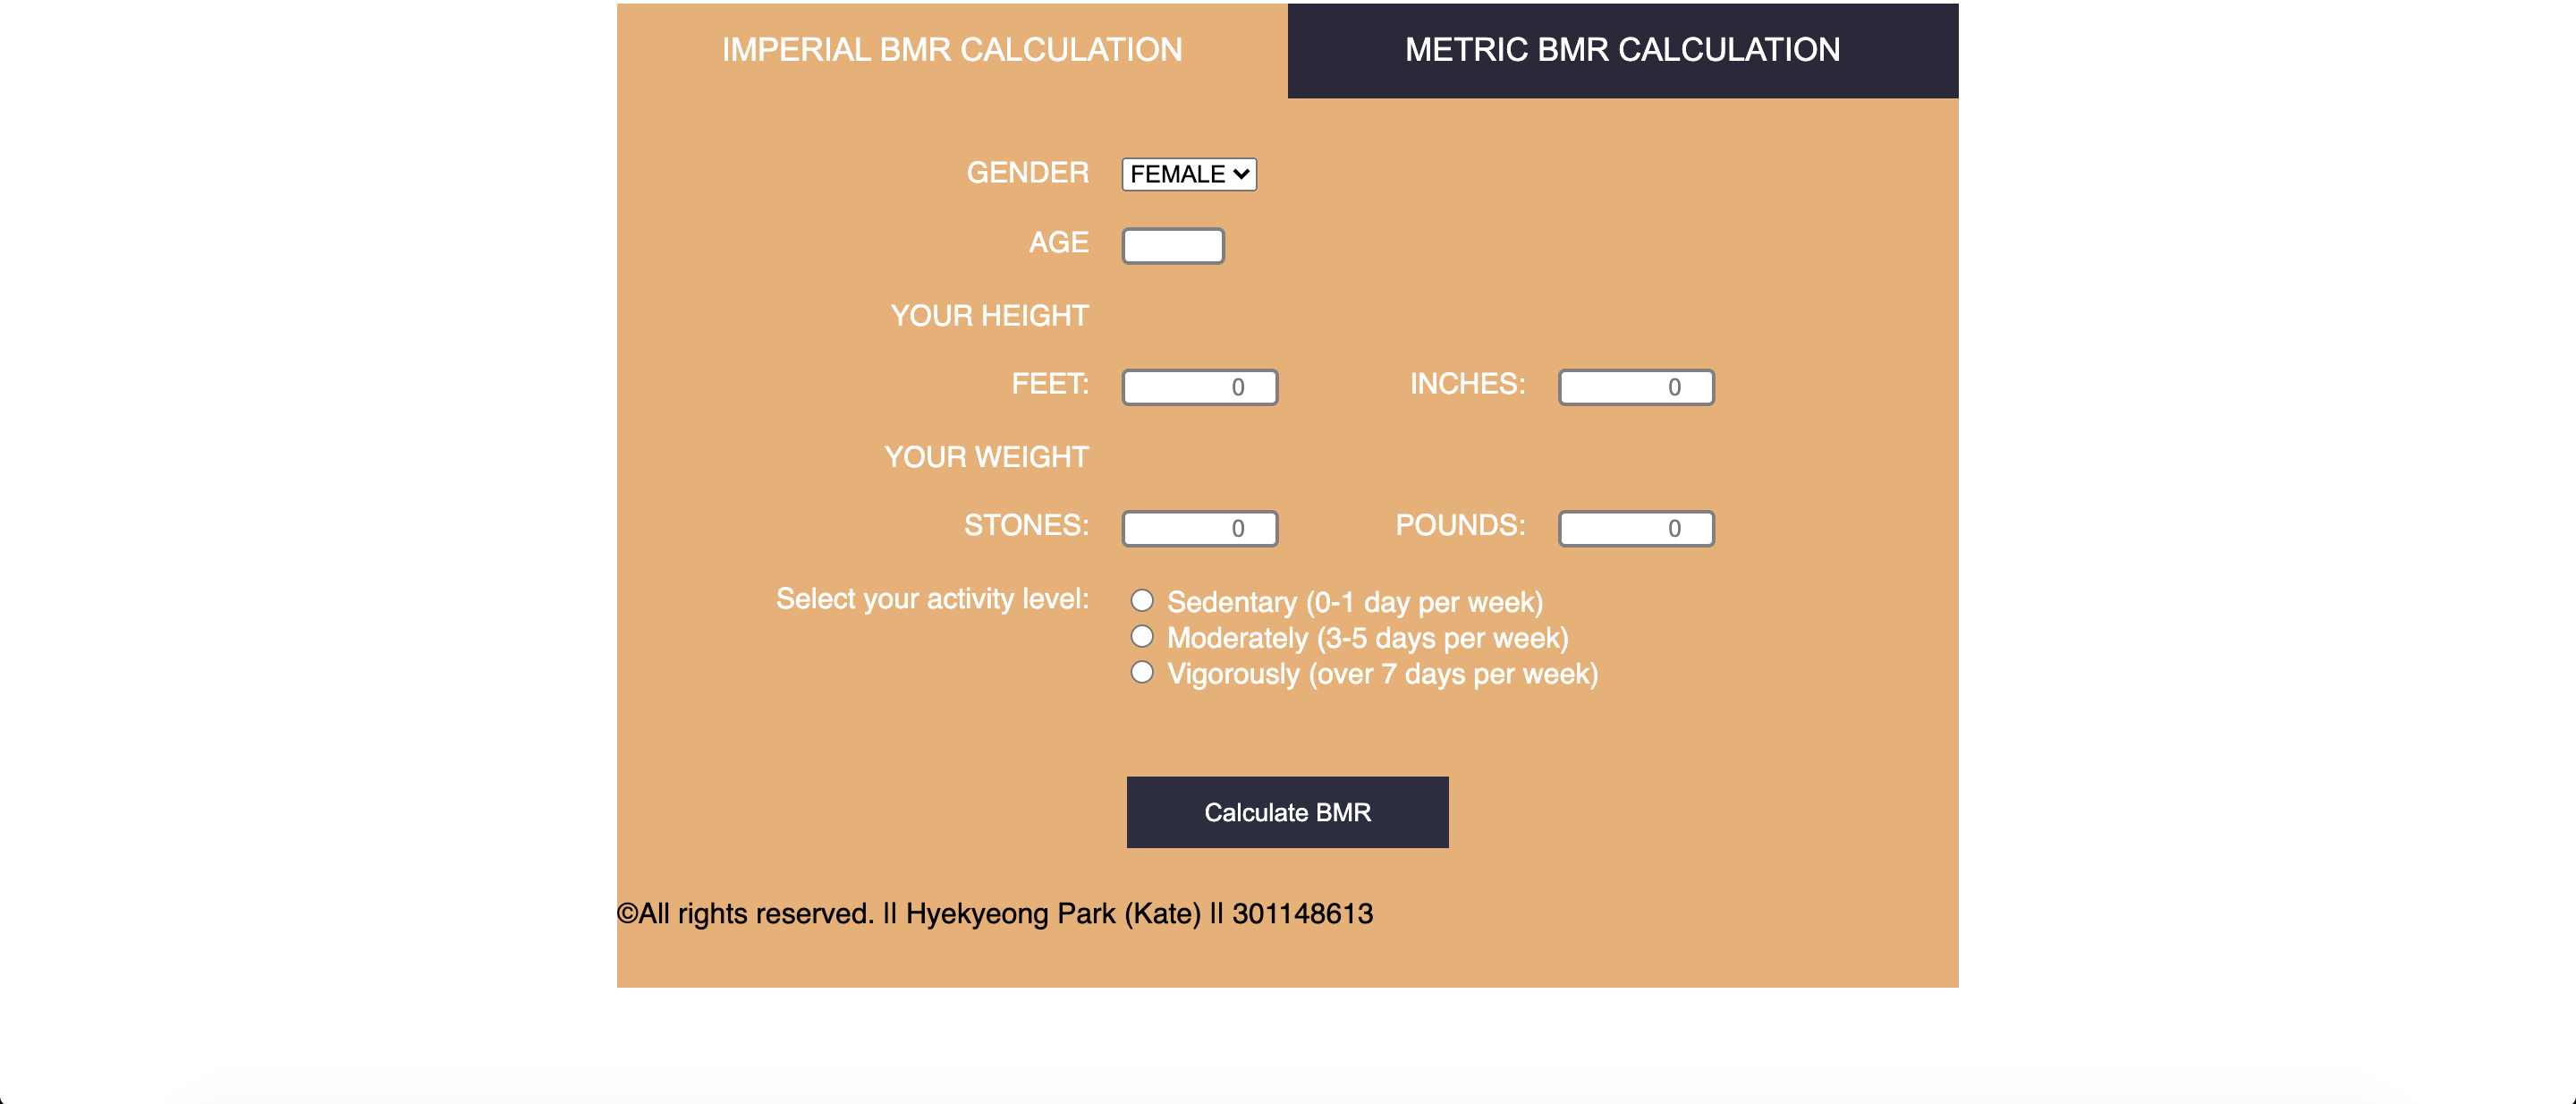 IMPERIAL BMR CALCULATION
METRIC BMR CALCULATION
GENDER FEMALE
AGE
YOUR HEIGHT
FEET: 0 INCHES: 0
YOUR WEIGHT
STONES: 0 POUNDS: 0
Select your activity level: Sedentary (0-1 day per week)
Moderately (3-5 days per week)
Vigorously (over 7 days per week)
Calculate BMR
©All rights reserved. ll Hyekyeong Park (Kate) ll 301148613